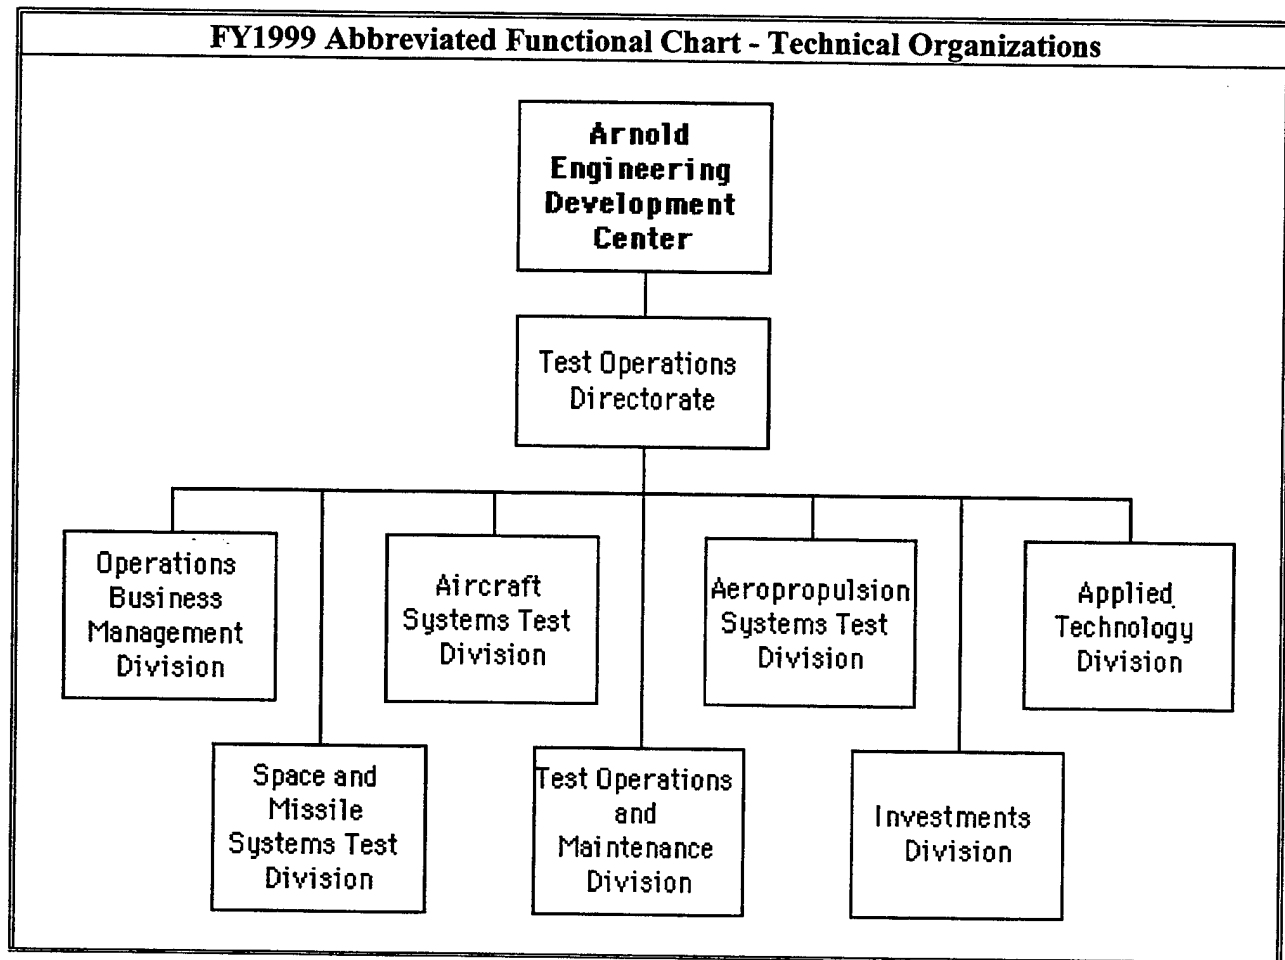 FY1999 Abbreviated Functional Chart - Technical Organizations
Arnold
Engineering
Development
Center
Test Operations
Directorate
Operations
Business
Management
Division
Aircraft
Systems Test
Division
Aeropropulsion
Systems Test
Division
Applied
Technology
Division
Space and
Missile
Systems Test
Division
Test Operations
and
Maintenance
Division
Investments
Division